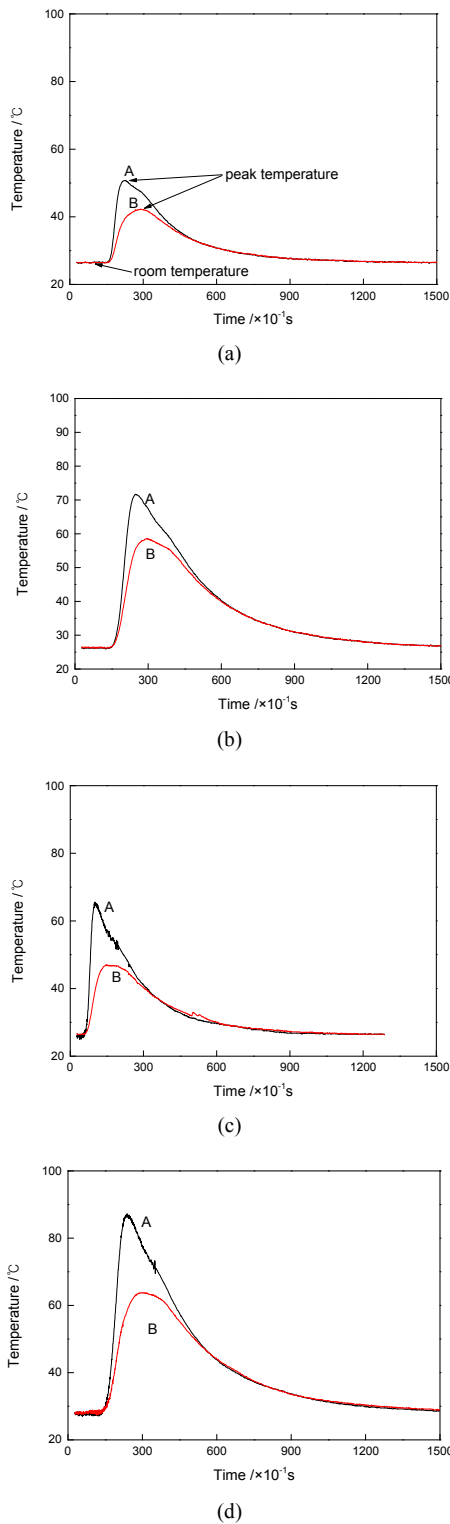 100
80
60
40
20
Temperature / ℃
A
B
peak temperature
room temperature
0 300 600 900 1200 1500
Time /×10⁻¹s
(a)
100
90
80
70
60
50
40
30
20
Temperature / ℃
A
B
0 300 600 900 1200 1500
Time /×10⁻¹s
(b)
100
80
60
40
20
Temperature / ℃
A
B
0 300 600 900 1200 1500
Time /×10⁻¹s
(c)
100
80
60
40
20
Temperature / ℃
A
B
0 300 600 900 1200 1500
Time /×10⁻¹s
(d)